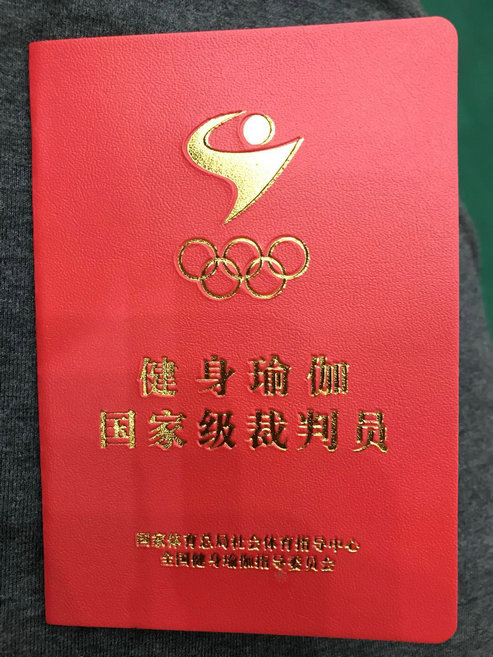 健身瑜伽
国家级裁判员
国家体育总局社会体育指导中心
全国健身瑜伽指导委员会